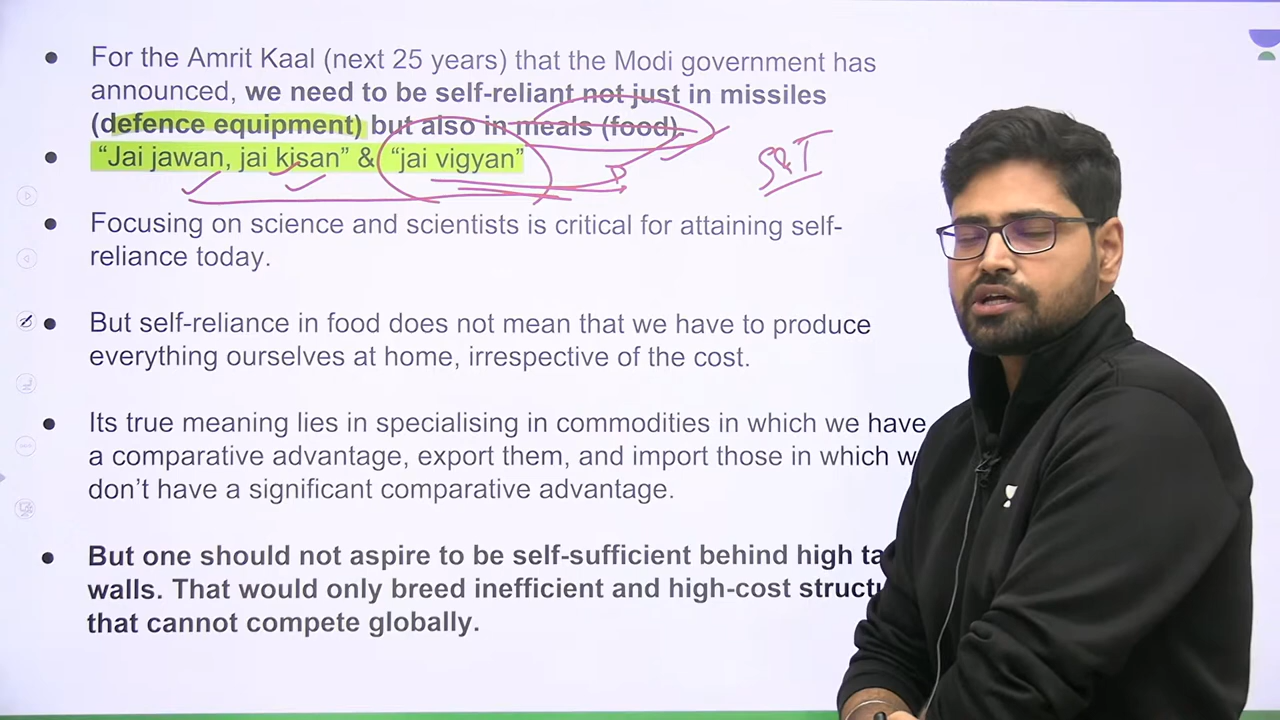 • For the Amrit Kaal (next 25 years) that the Modi government has
announced, we need to be self-reliant not just in missiles
(defence equipment) but also in meals (food).
• “Jai jawan, jai kisan” & “jai vigyan”
S&T
• Focusing on science and scientists is critical for attaining self-
reliance today.
• But self-reliance in food does not mean that we have to produce
everything ourselves at home, irrespective of the cost.
• Its true meaning lies in specialising in commodities in which we have
a comparative advantage, export them, and import those in which
don’t have a significant comparative advantage.
• But one should not aspire to be self-sufficient behind high
walls. That would only breed inefficient and high-cost
that cannot compete globally.